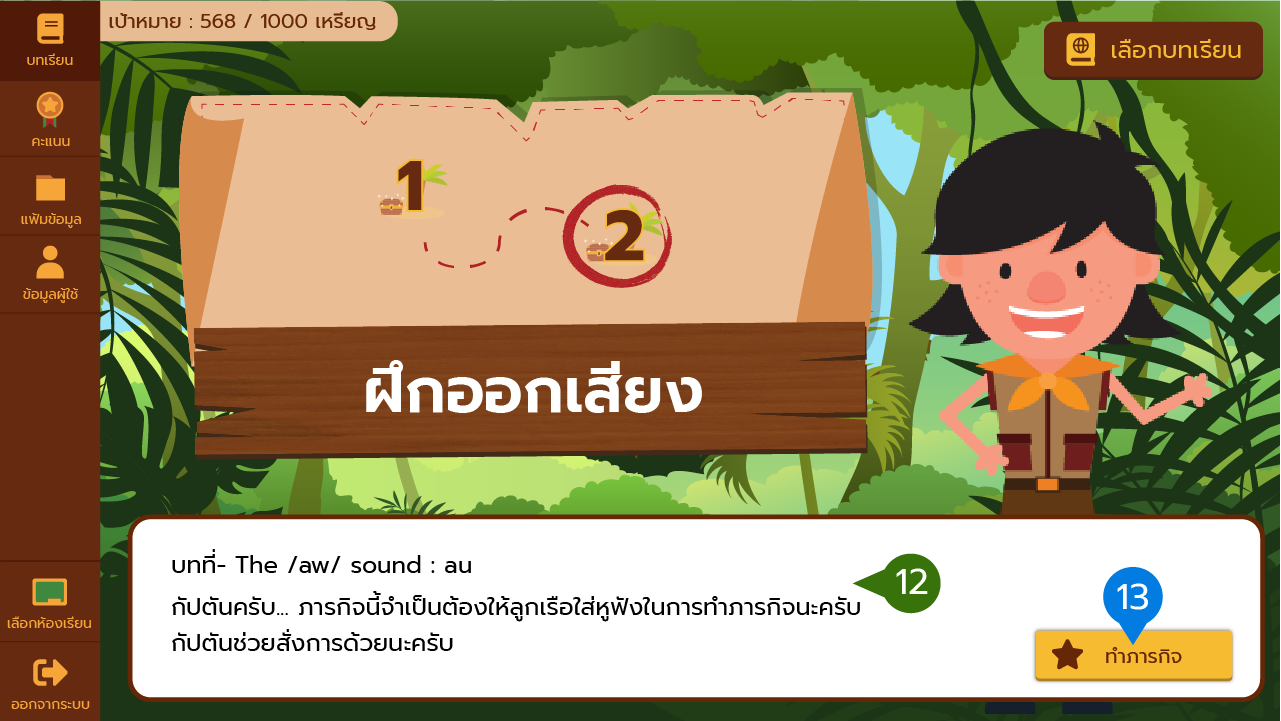 เป้าหมาย : 568 / 1000 เหรียญ
บทเรียน
คะแนน
แฟ้มข้อมูล
ข้อมูลผู้ใช้
เลือกห้องเรียน
ออกจากระบบ
เลือกบทเรียน
1
2
ฝึกออกเสียง
บทที่- The /aw/ sound : au
กัปตันครับ... ภารกิจนี้จำเป็นต้องให้ลูกเรือใส่หูฟังในการทำภารกิจนะครับ
กัปตันช่วยสั่งการด้วยนะครับ
12
13
ทำภารกิจ